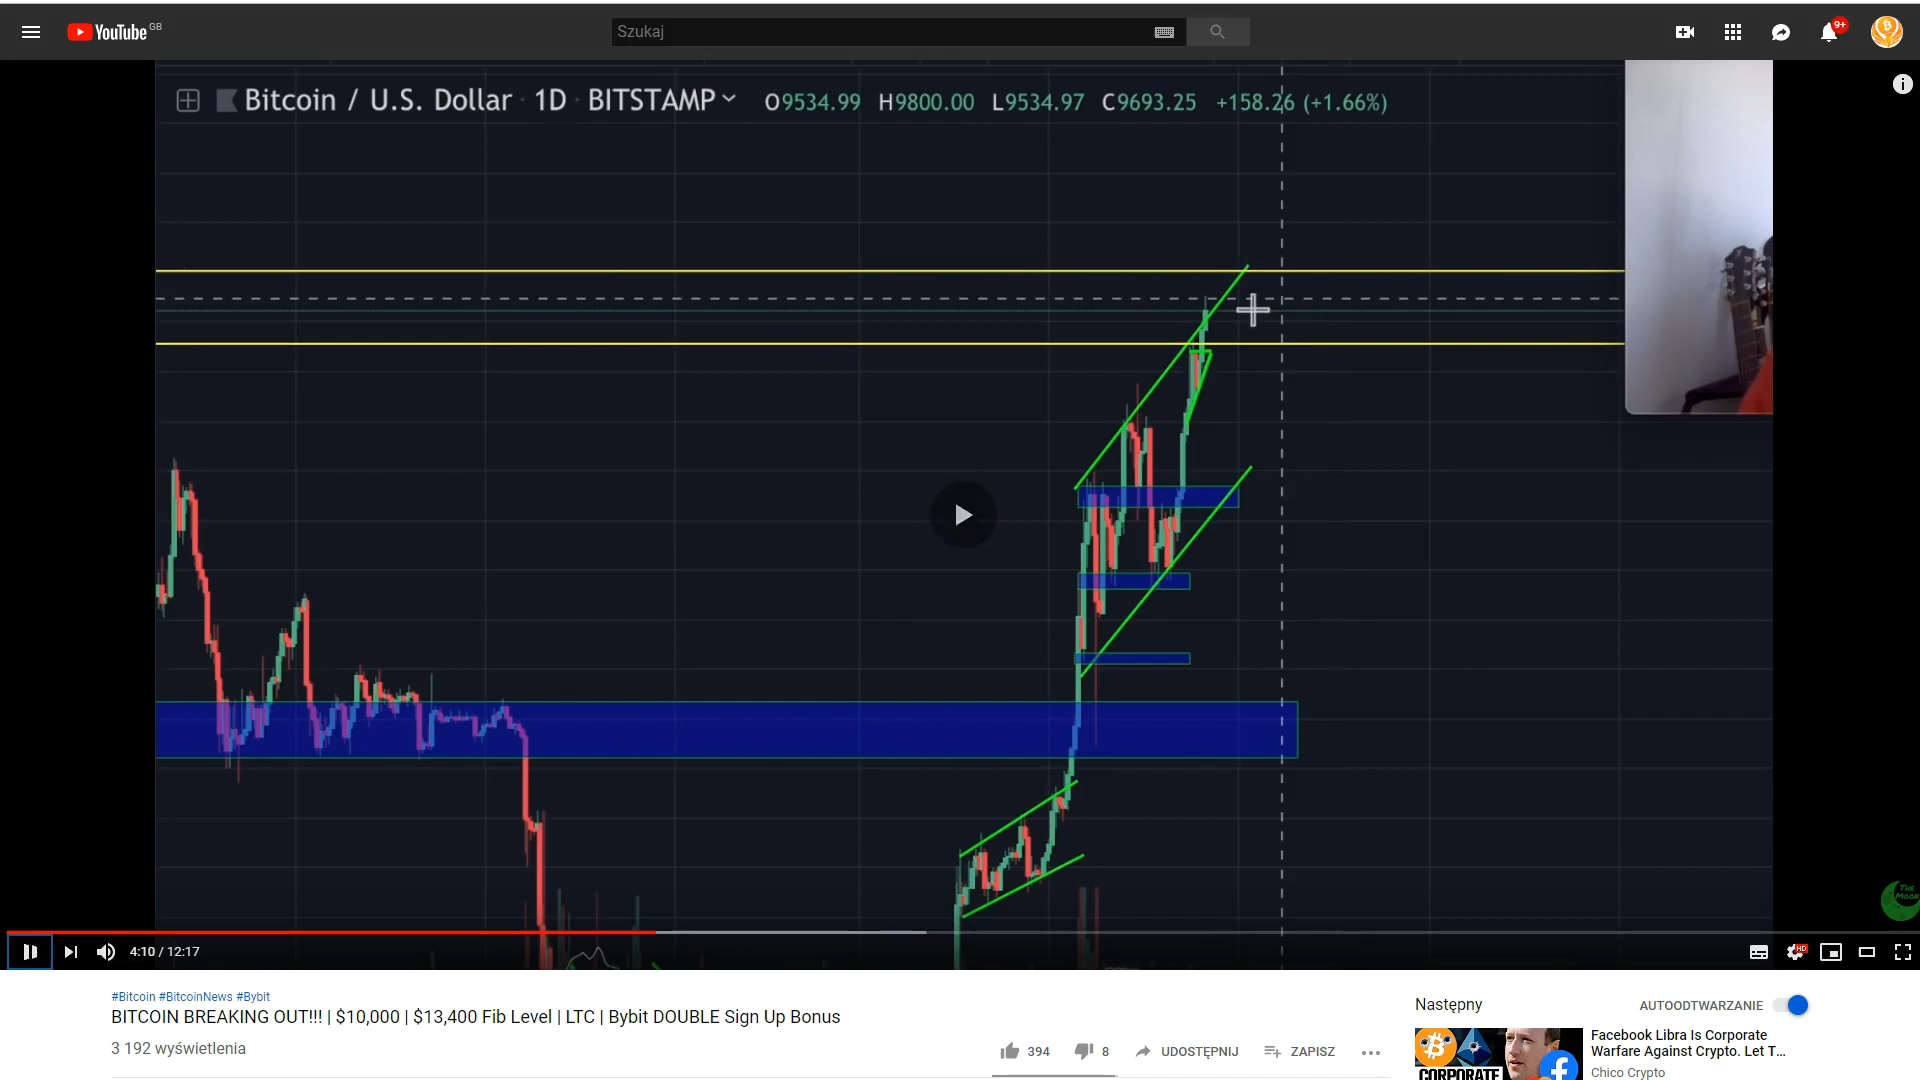 YouTube GB
Szukaj
9+
Bitcoin / U.S. Dollar · 1D · BITSTAMP O9534.99 H9800.00 L9534.97 C9693.25 +158.26 (+1.66%)
THE MOON
4:10 / 12:17
HD
#Bitcoin #BitcoinNews #Bybit
BITCOIN BREAKING OUT!!! | $10,000 | $13,400 Fib Level | LTC | Bybit DOUBLE Sign Up Bonus
3 192 wyświetlenia
394
8
UDOSTĘPNIJ
ZAPISZ
Następny
AUTOODTWARZANIE
CORPORATE
Facebook Libra Is Corporate
Warfare Against Crypto. Let T...
Chico Crypto